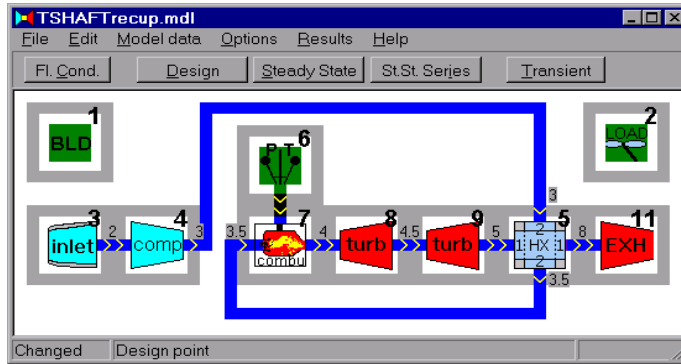 TSHAFTrecup.mdl
File Edit Model data Options Results Help
Fl. Cond. Design Steady State St.St. Series Transient
1 BLD
2 LOAD
6 P T
3 inlet
2
4 comp
3
3.5
7 combu
4
8 turb
4.5
9 turb
5
3
5
2
1 HX 1
2
3.5
8
11 EXH
Changed Design point